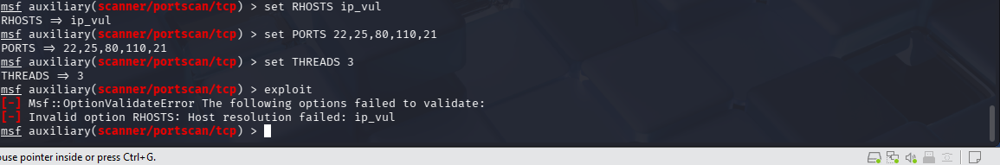 msf auxiliary(scanner/portscan/tcp) > set RHOSTS ip_vul
RHOSTS ⇒ ip_vul
msf auxiliary(scanner/portscan/tcp) > set PORTS 22,25,80,110,21
PORTS ⇒ 22,25,80,110,21
msf auxiliary(scanner/portscan/tcp) > set THREADS 3
THREADS ⇒ 3
msf auxiliary(scanner/portscan/tcp) > exploit
[-] Msf::OptionValidateError The following options failed to validate:
[-] Invalid option RHOSTS: Host resolution failed: ip_vul
msf auxiliary(scanner/portscan/tcp) >
ouse pointer inside or press Ctrl+G.